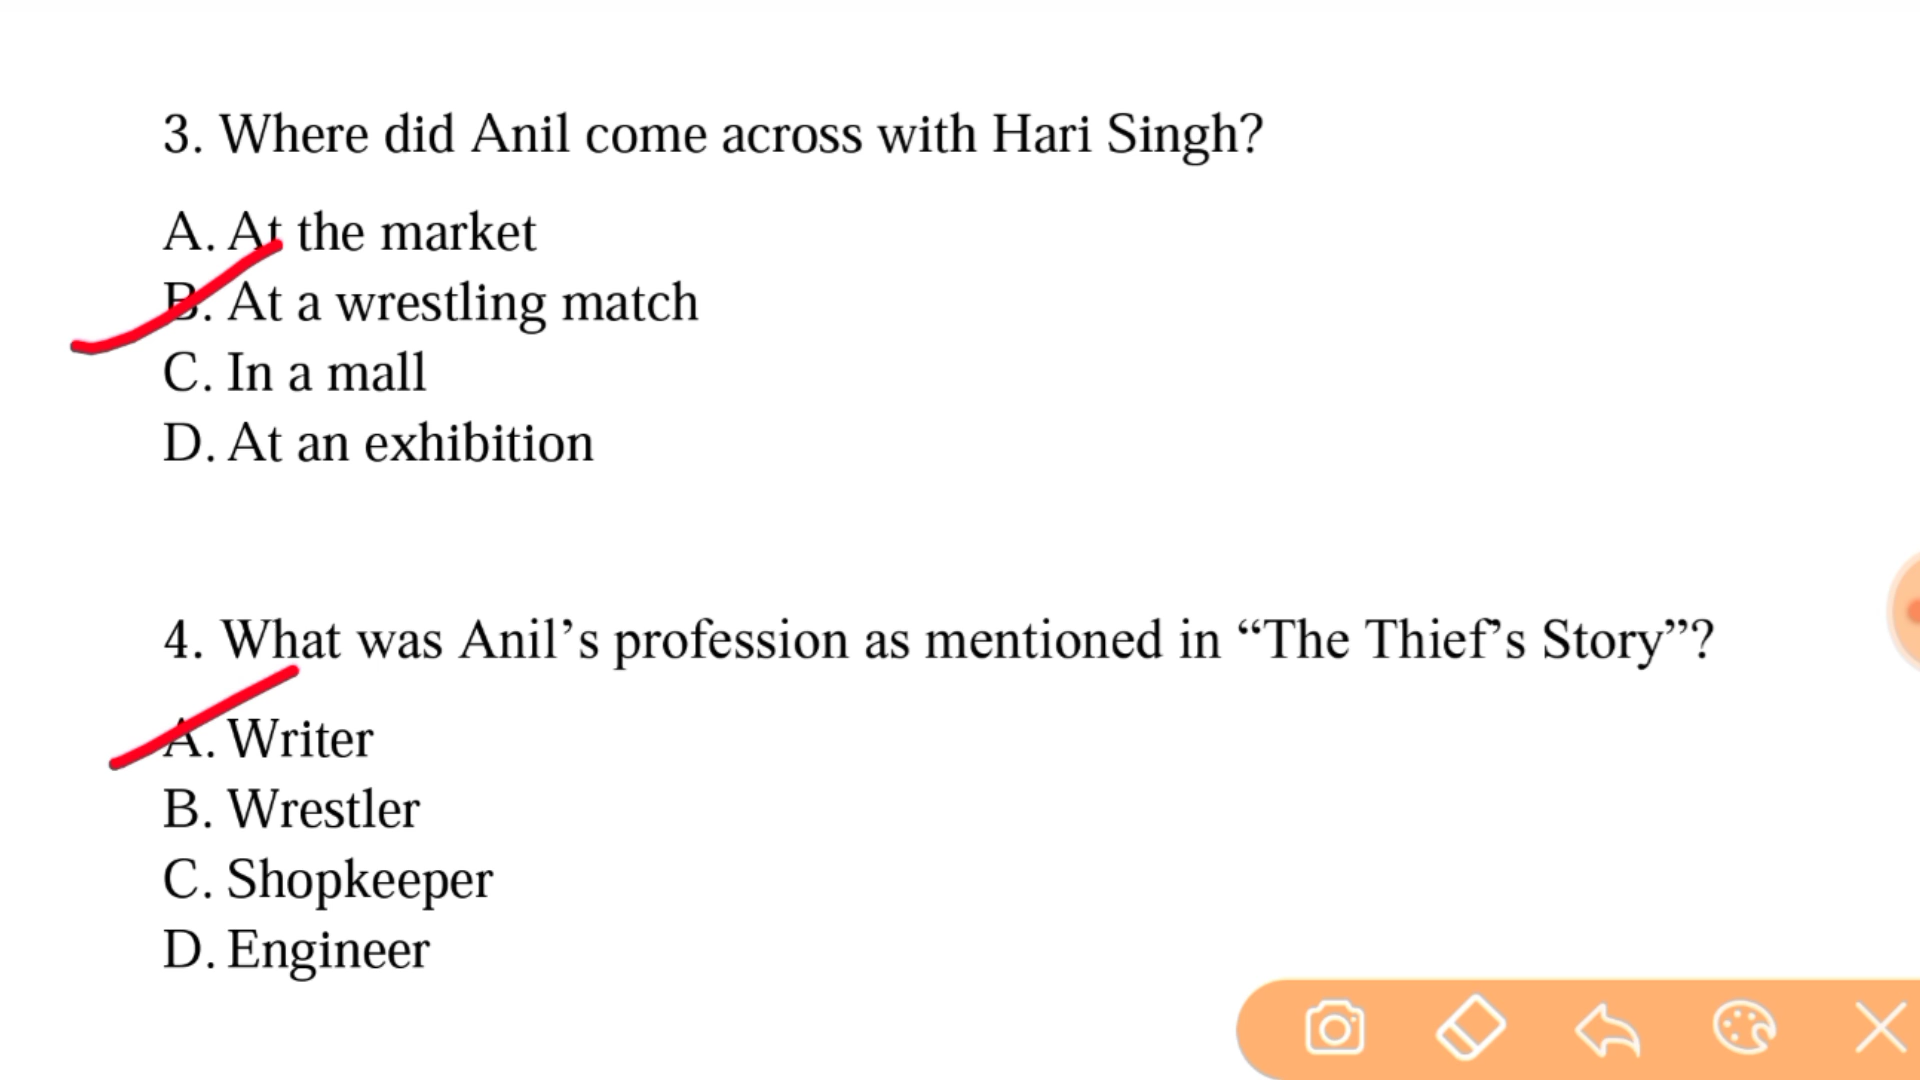 3. Where did Anil come across with Hari Singh?
A. At the market
B. At a wrestling match
C. In a mall
D. At an exhibition
4. What was Anil’s profession as mentioned in “The Thief’s Story”?
A. Writer
B. Wrestler
C. Shopkeeper
D. Engineer